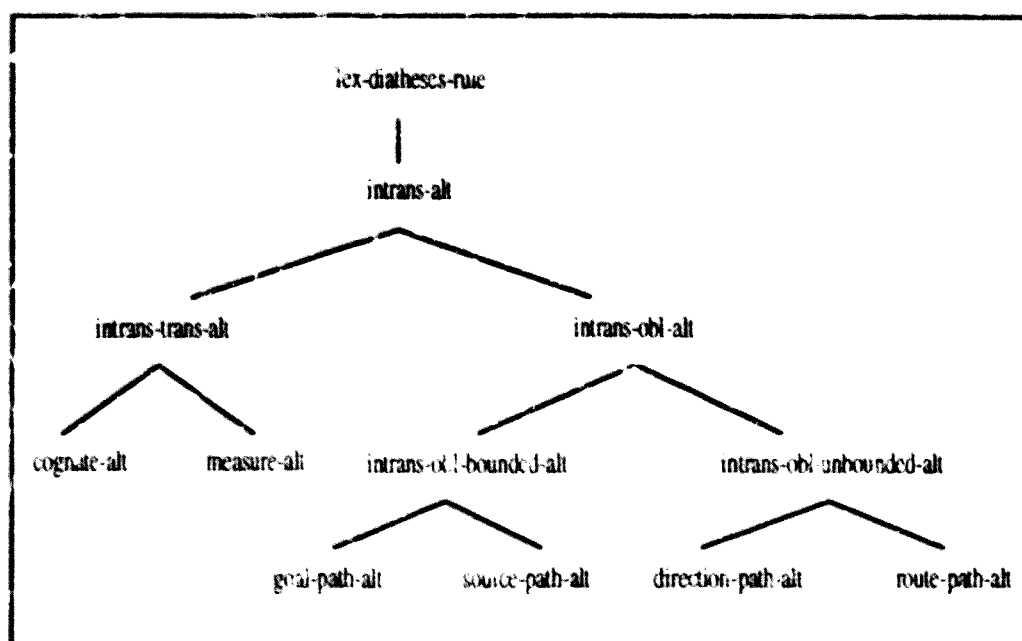 lex-diatheses-rule
intrans-alt
intrans-trans-alt intrans-obl-alt
cognate-alt measure-alt intrans-obl-bounded-alt intrans-obl-unbounded-alt
goal-path-alt source-path-alt direction-path-alt route-path-alt